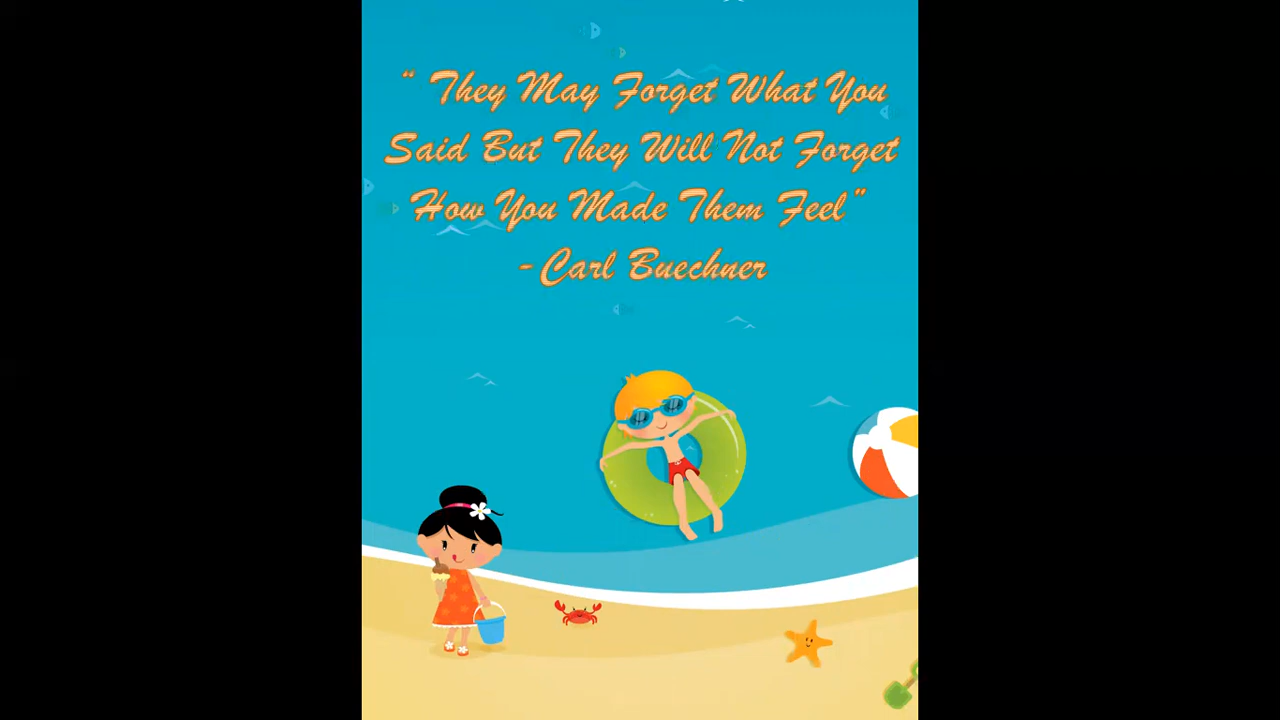 “ They May Forget What You
Said But They Will Not Forget
How You Made Them Feel”
-Carl Buechner